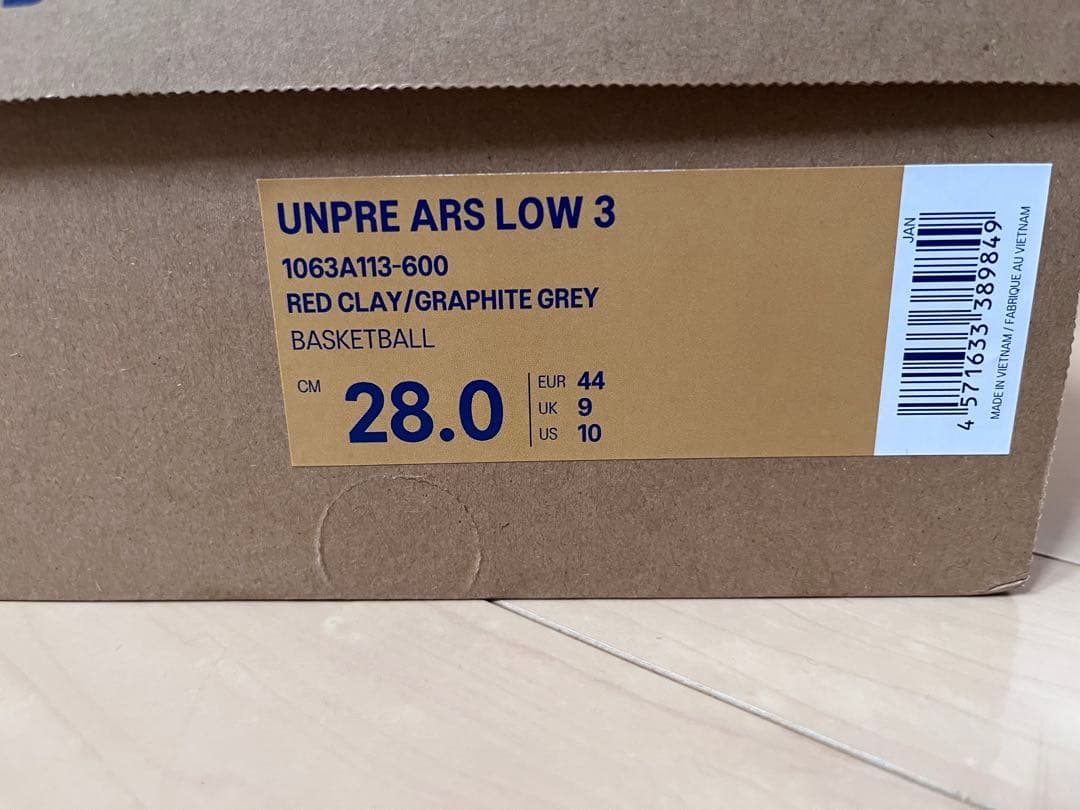 UNPRE ARS LOW 3
1063A113-600
RED CLAY/GRAPHITE GREY
BASKETBALL
CM 28.0
EUR 44
UK 9
US 10
JAN
4 571633 389849
MADE IN VIETNAM / FABRIQUE AU VIETNAM